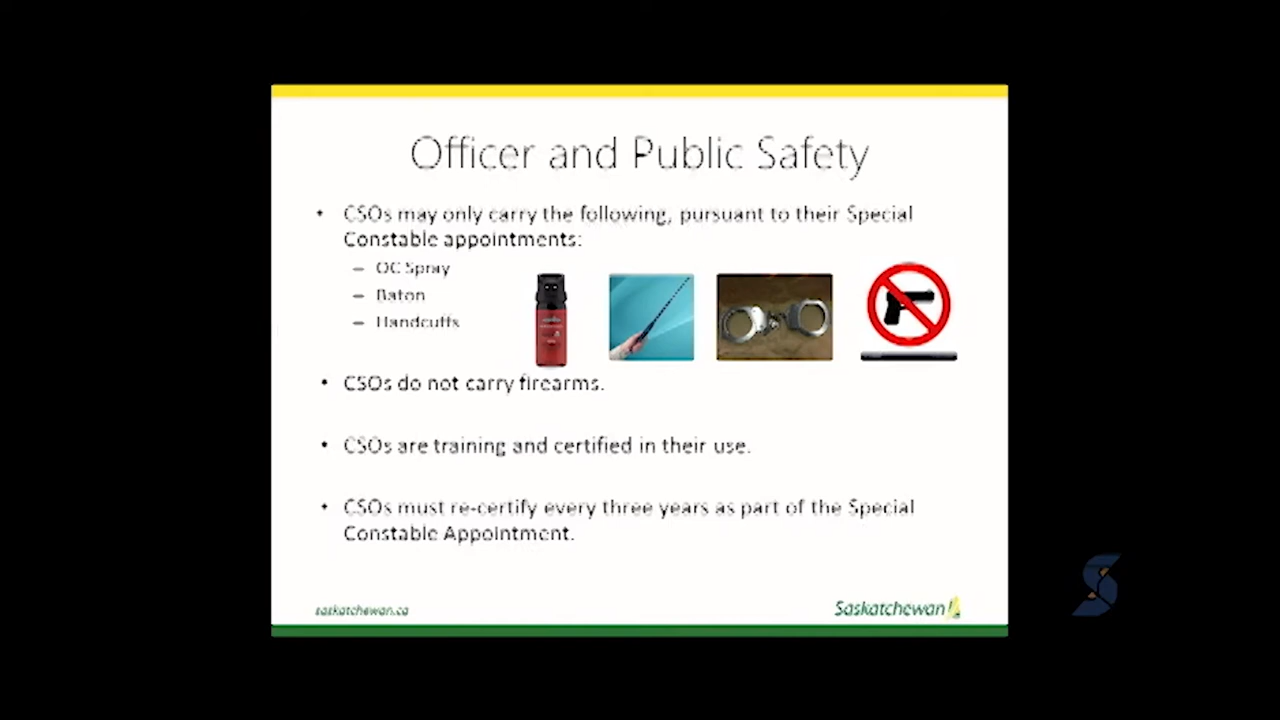 Officer and Public Safety
• CSOs may only carry the following, pursuant to their Special
Constable appointments:
– OC Spray
– Baton
– Handcuffs
• CSOs do not carry firearms.
• CSOs are training and certified in their use.
• CSOs must re-certify every three years as part of the Special
Constable Appointment.
saskatchewan.ca
Saskatchewan